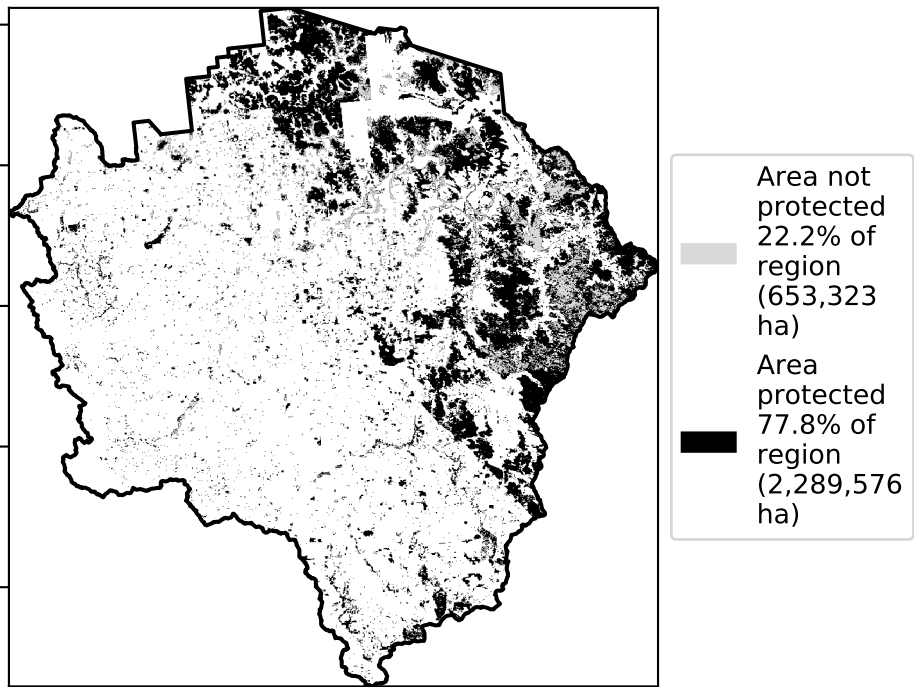 Area not
protected
22.2% of
region
(653,323
ha)
Area
protected
77.8% of
region
(2,289,576
ha)